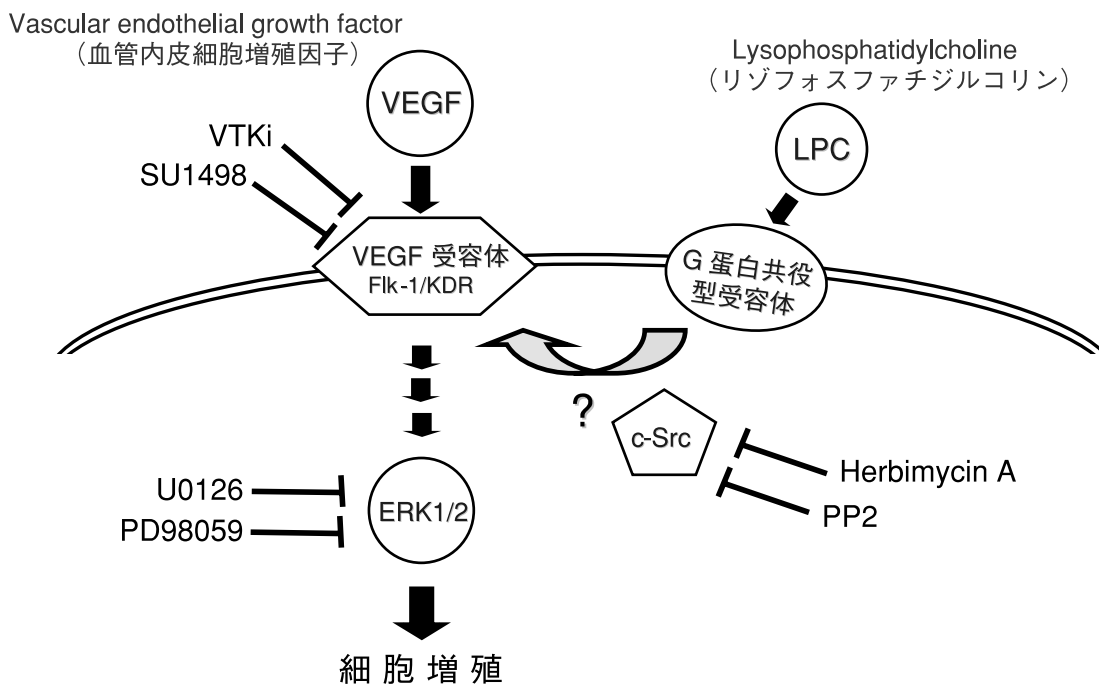 Vascular endothelial growth factor
（血管内皮細胞増殖因子）
VEGF
Lysophosphatidylcholine
（リゾフォスファチジルコリン）
LPC
VTKi
SU1498
VEGF 受容体
Flk-1/KDR
G 蛋白共役
型受容体
?
c-Src
Herbimycin A
PP2
U0126
PD98059
ERK1/2
細胞増殖